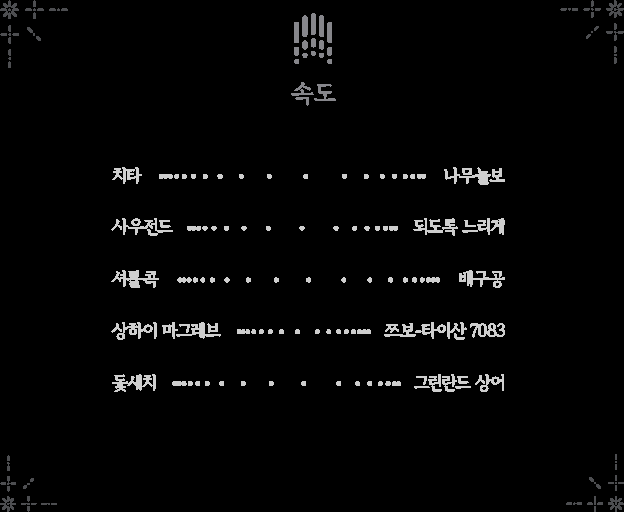 속도
치타 나무늘보
사우전드 되도록 느리게
셔틀콕 배구공
상하이 마그레브 쯔보-타이산 7083
돛새치 그린란드 상어